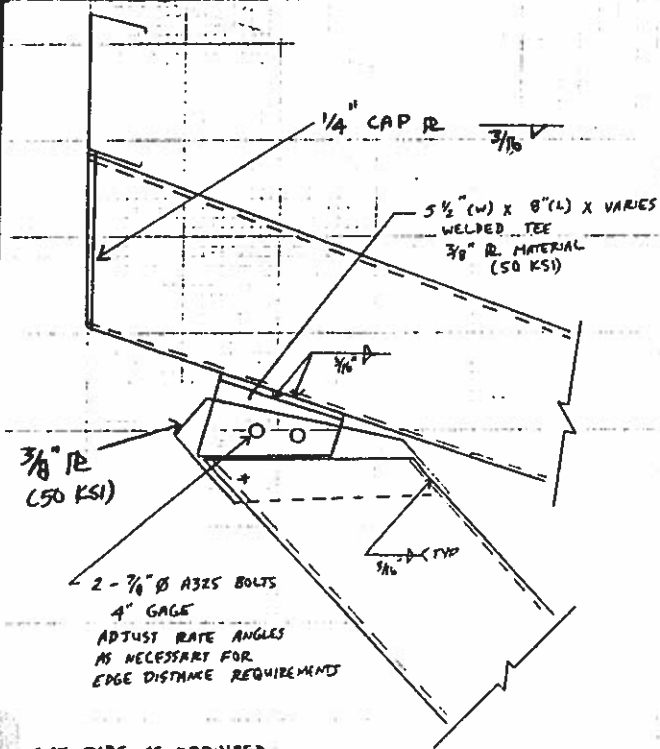 1/4" CAP PL
3/16
5 1/2" (W) X 8" (L) X VARIES
WELDED TEE
3/8" PL MATERIAL
(50 KSI)
3/16"
3/8" PL
(50 KSI)
3/16" TYP
2 - 7/8" Ø A325 BOLTS
4" GAGE
ADJUST PLATE ANGLES
AS NECESSARY FOR
EDGE DISTANCE REQUIREMENTS